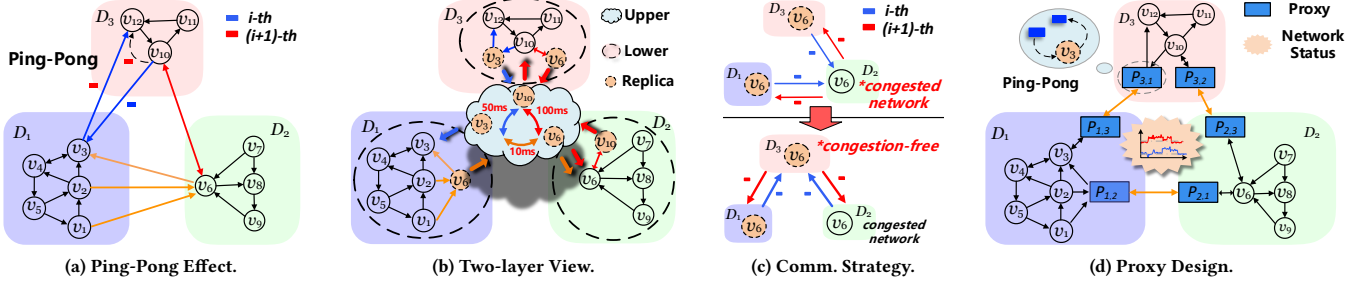 D3
v12
v11
v10
i-th
(i+1)-th
Ping-Pong
D1
D2
v3
v4
v2
v5
v1
v6
v7
v8
v9
(a) Ping-Pong Effect.
D3
v12
v11
v10
v3
v6
Upper
Lower
Replica
v10
50ms
100ms
v3
v6
10ms
D1
v3
v4
v2
v6
v5
v1
v10
D2
v7
v6
v8
v9
(b) Two-layer View.
D3
v6
i-th
(i+1)-th
D1
v6
v6
D2
*congested
network
D3
v6
*congestion-free
D1
v6
v6
D2
congested
network
(c) Comm. Strategy.
D3
v12
v11
v10
v3
Ping-Pong
P3,1
P3,2
Proxy
Network
Status
D1
P1,3
P2,3
D2
v3
v4
v2
v5
v1
P1,2
P2,1
v6
v7
v8
v9
(d) Proxy Design.